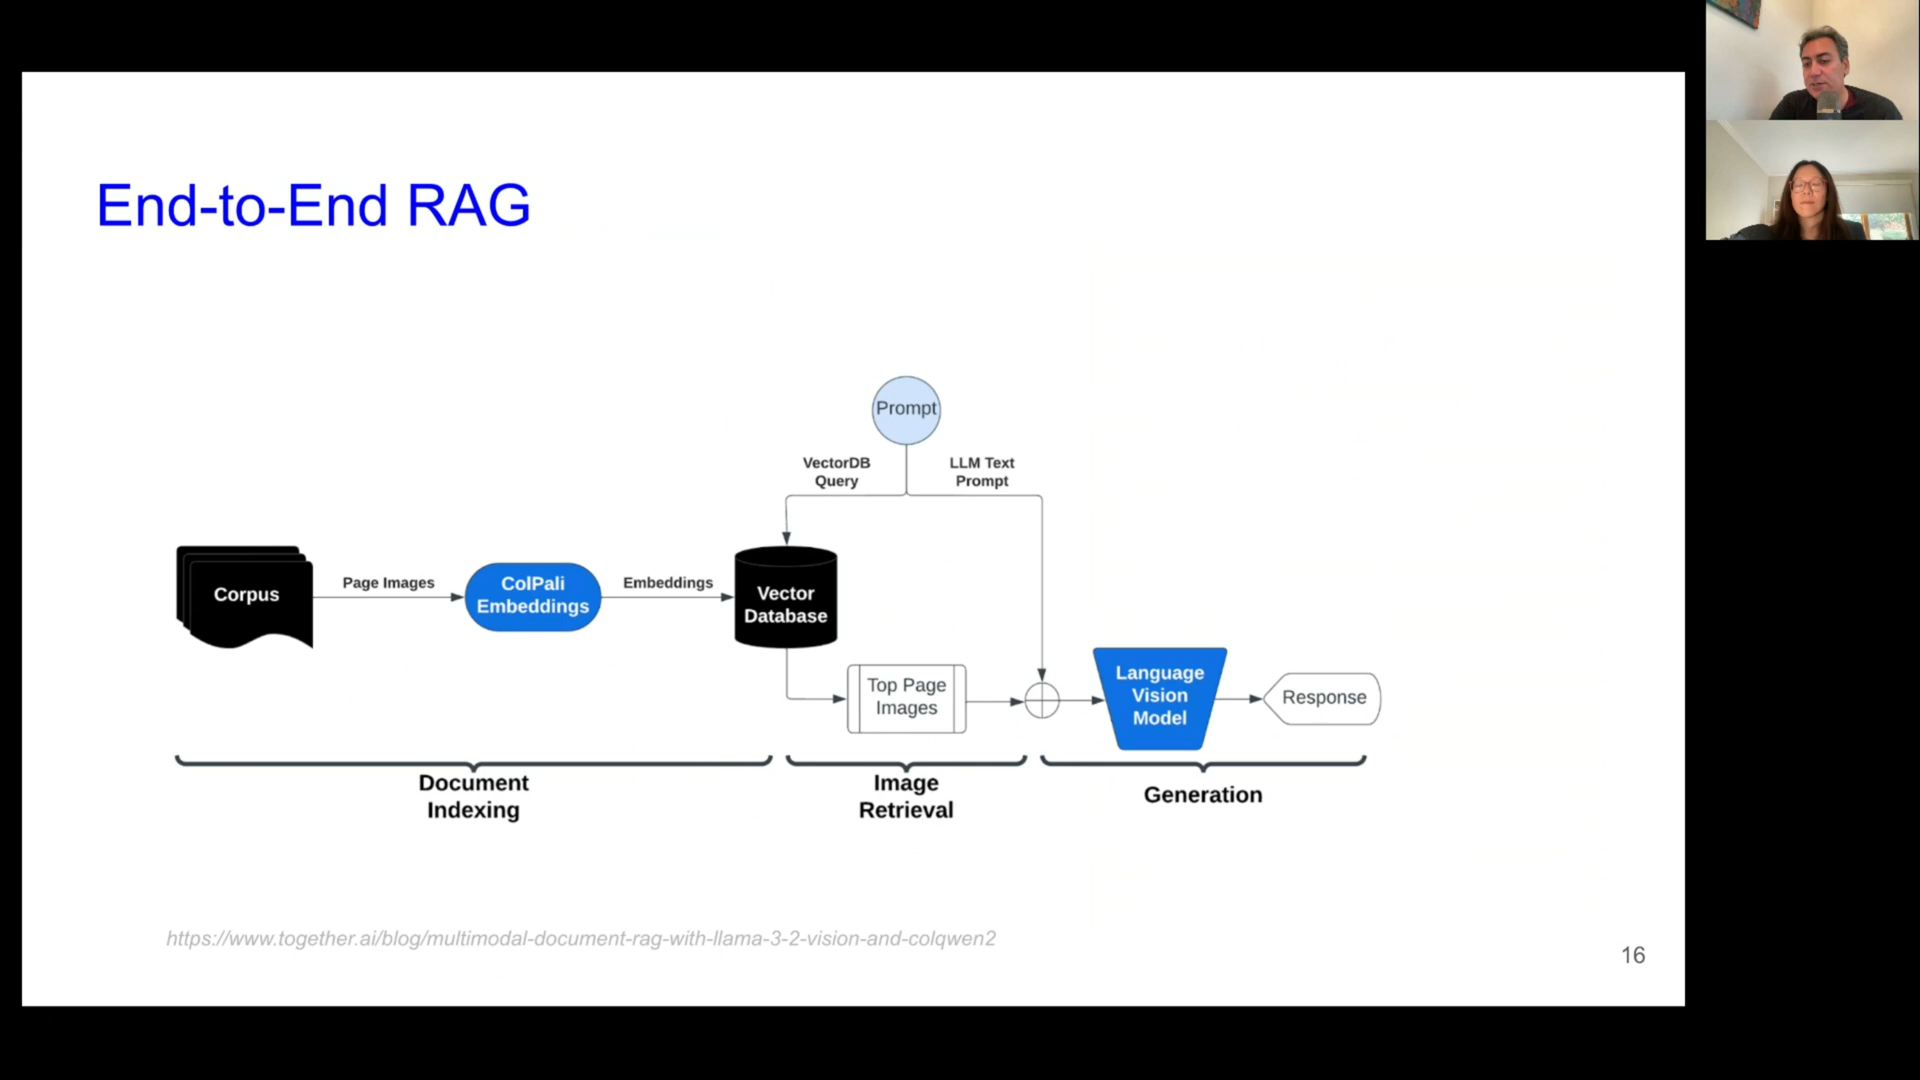 End-to-End RAG
Prompt
VectorDB
Query
LLM Text
Prompt
Corpus
Page Images
ColPali
Embeddings
Embeddings
Vector
Database
Top Page
Images
Language
Vision
Model
Response
Document
Indexing
Image
Retrieval
Generation
https://www.together.ai/blog/multimodal-document-rag-with-llama-3-2-vision-and-colqwen2
16